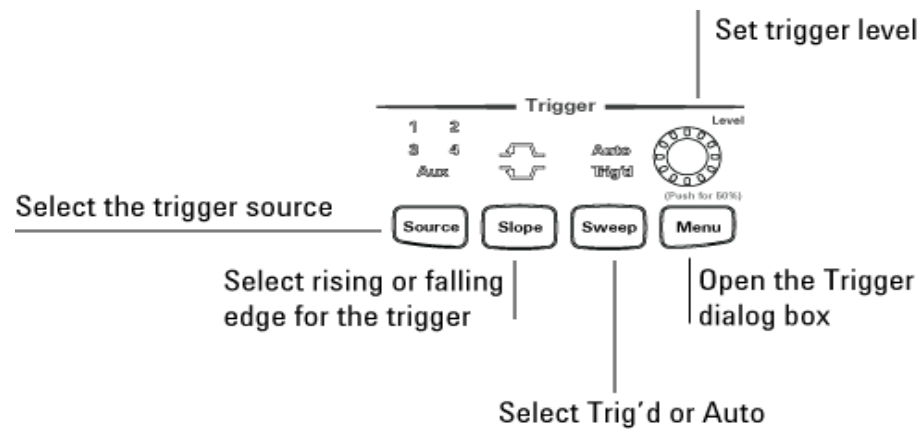 Set trigger level
Trigger
Level
1 2
3 4
Aux
Auto
Trig'd
(Push for 50%)
Select the trigger source
Source
Slope
Sweep
Menu
Select rising or falling
edge for the trigger
Open the Trigger
dialog box
Select Trig'd or Auto